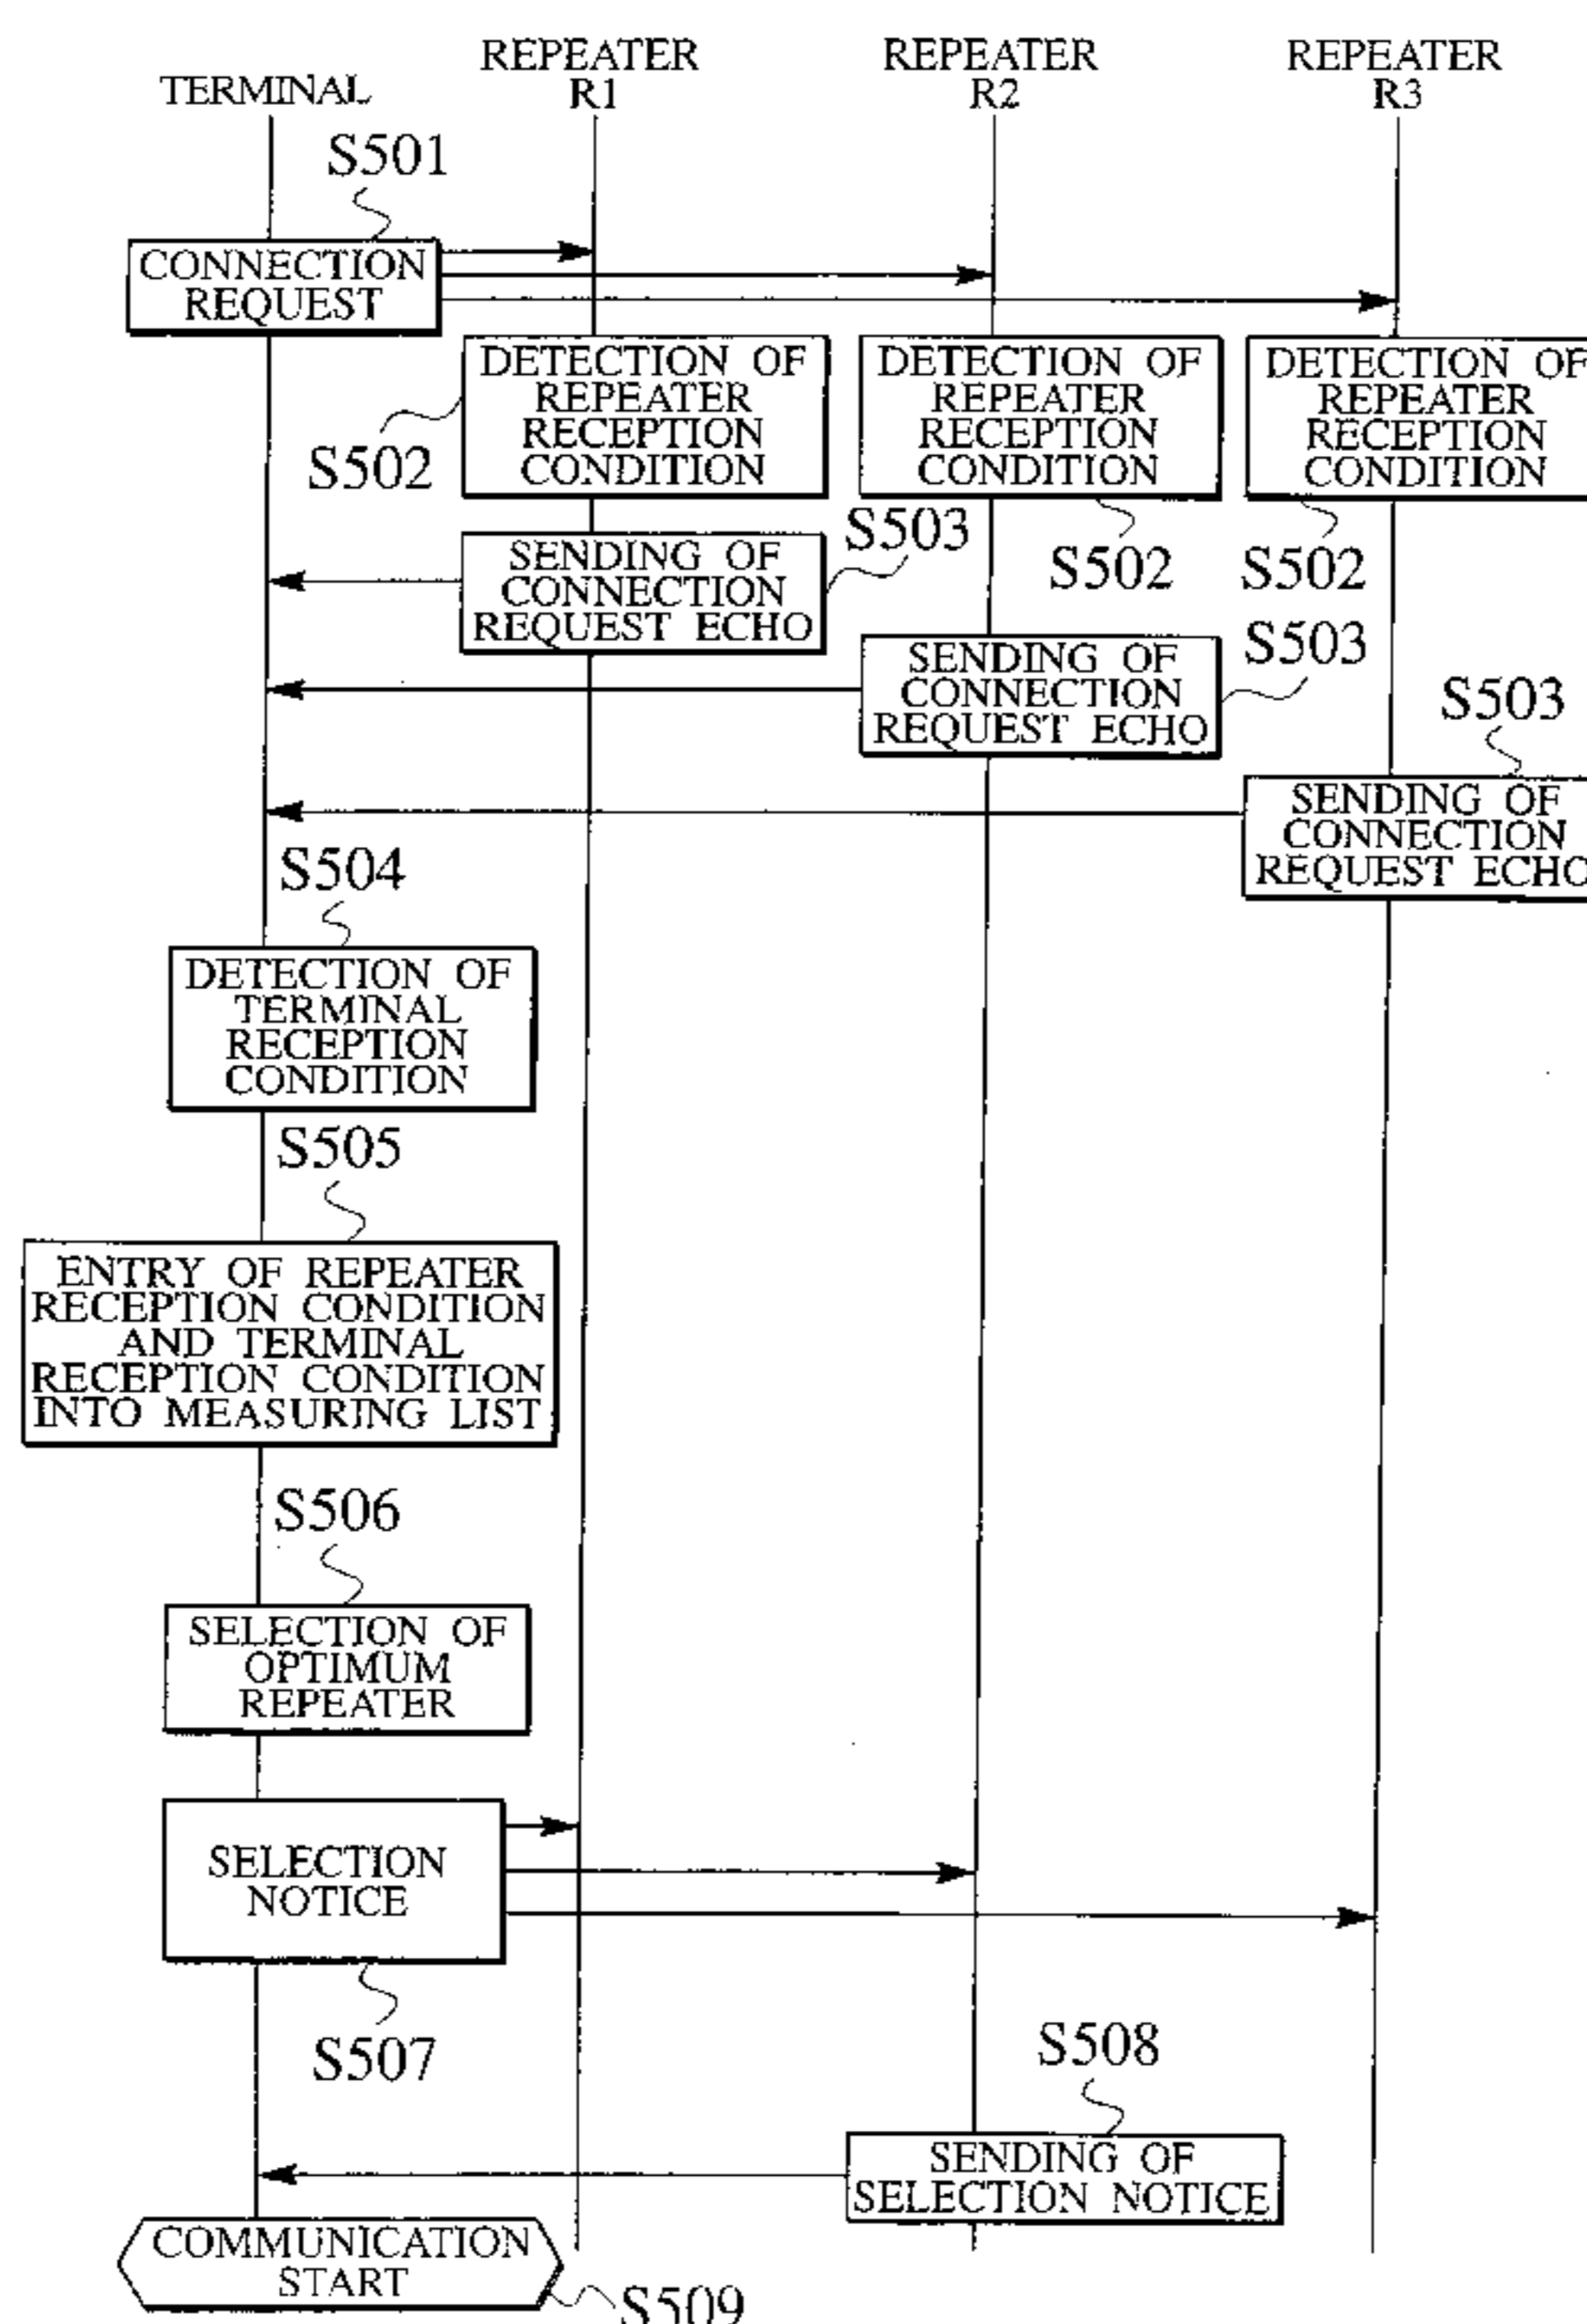 TERMINAL
REPEATER
R1
REPEATER
R2
REPEATER
R3
S501
CONNECTION
REQUEST
DETECTION OF
REPEATER
RECEPTION
CONDITION
S502
DETECTION OF
REPEATER
RECEPTION
CONDITION
S502
DETECTION OF
REPEATER
RECEPTION
CONDITION
S502
SENDING OF
CONNECTION
REQUEST ECHO
S503
SENDING OF
CONNECTION
REQUEST ECHO
S503
SENDING OF
CONNECTION
REQUEST ECHO
S503
S504
DETECTION OF
TERMINAL
RECEPTION
CONDITION
S505
ENTRY OF REPEATER
RECEPTION CONDITION
AND TERMINAL
RECEPTION CONDITION
INTO MEASURING LIST
S506
SELECTION OF
OPTIMUM
REPEATER
SELECTION
NOTICE
S507
S508
SENDING OF
SELECTION NOTICE
COMMUNICATION
START
S509